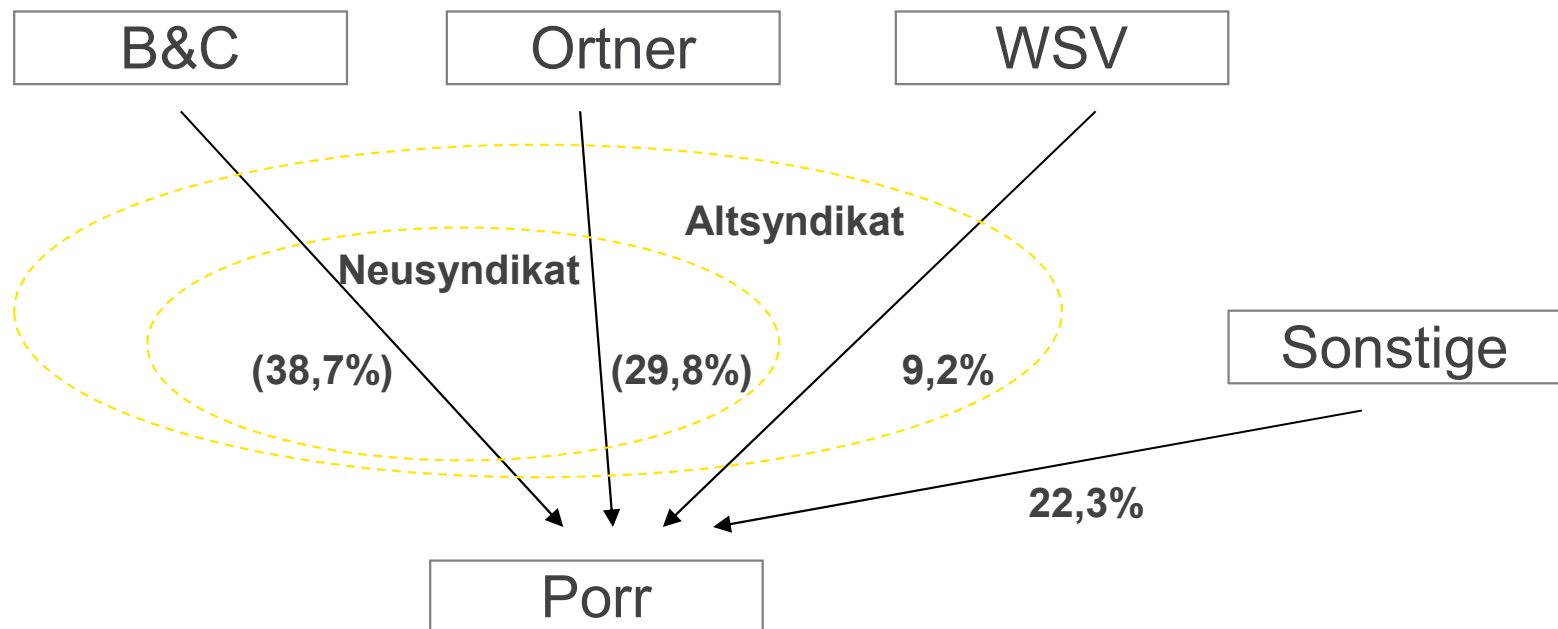 B&C
Ortner
WSV
Altsyndikat
Neusyndikat
Sonstige
(38,7%)
(29,8%)
9,2%
22,3%
Porr